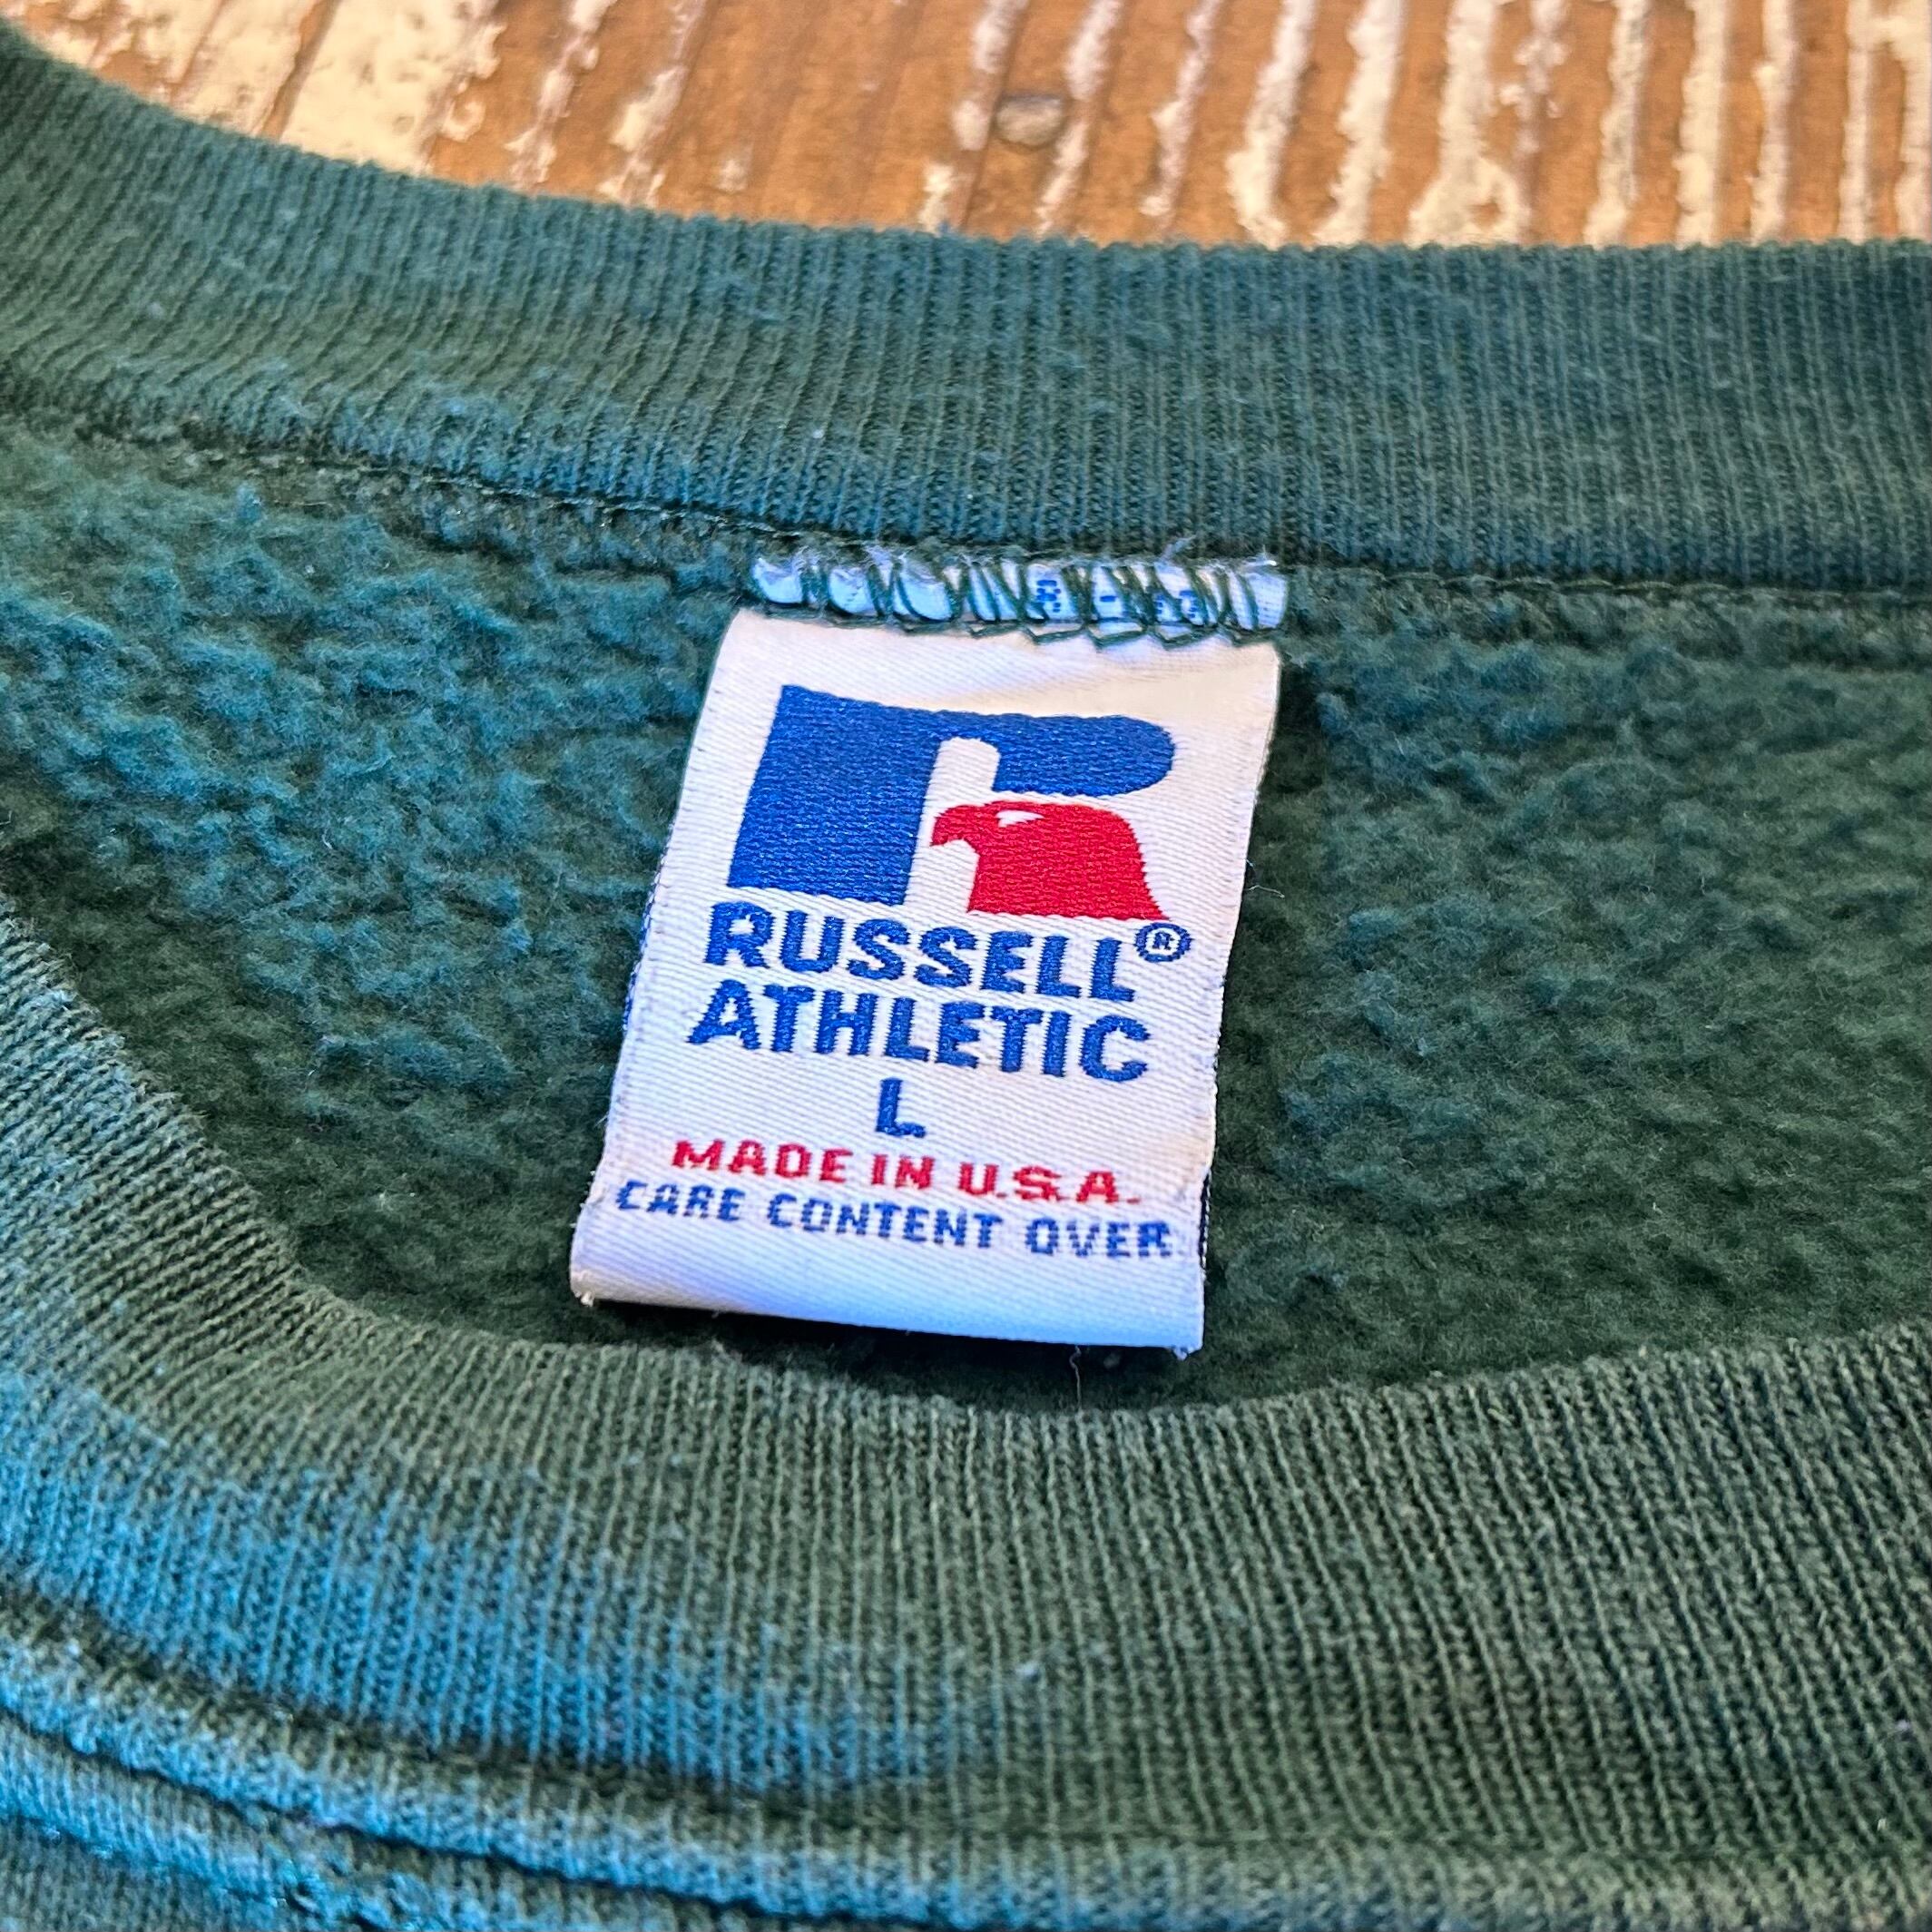 RUSSELL®
ATHLETIC
L
MADE IN U.S.A.
CARE CONTENT OVER